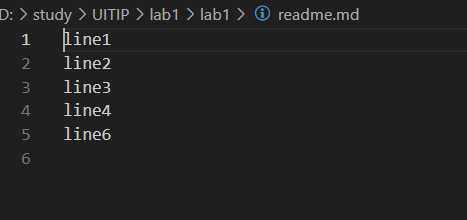 D: > study > UITIP > lab1 > lab1 > readme.md
1 line1
2 line2
3 line3
4 line4
5 line6
6